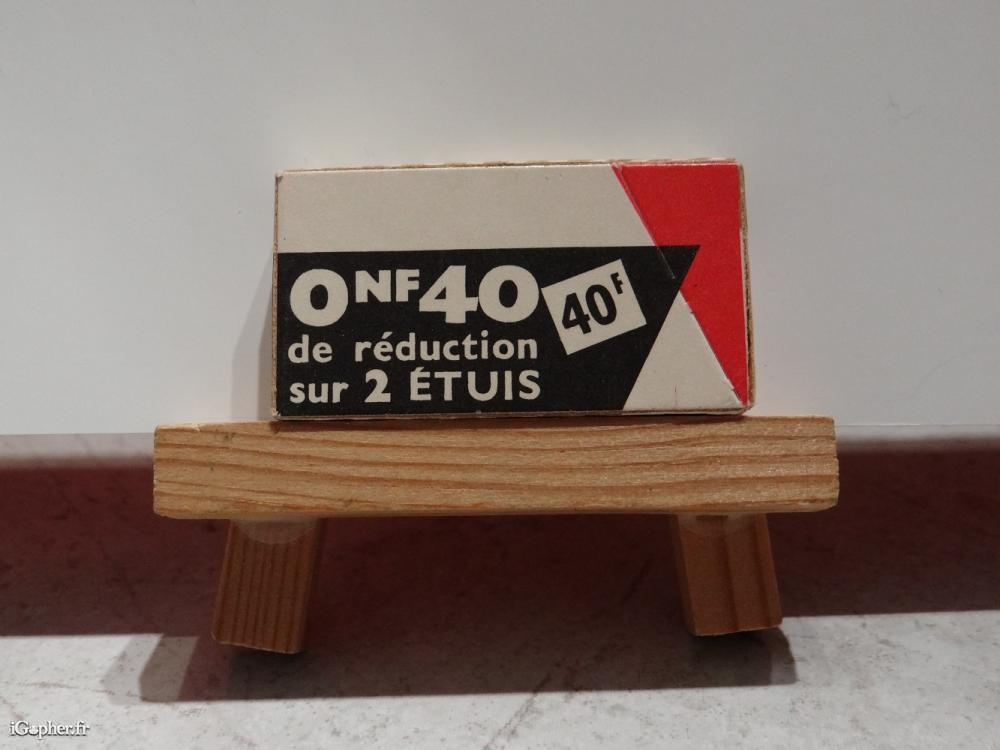 0NF40
40F
de réduction
sur 2 ÉTUIS
iGopher.fr